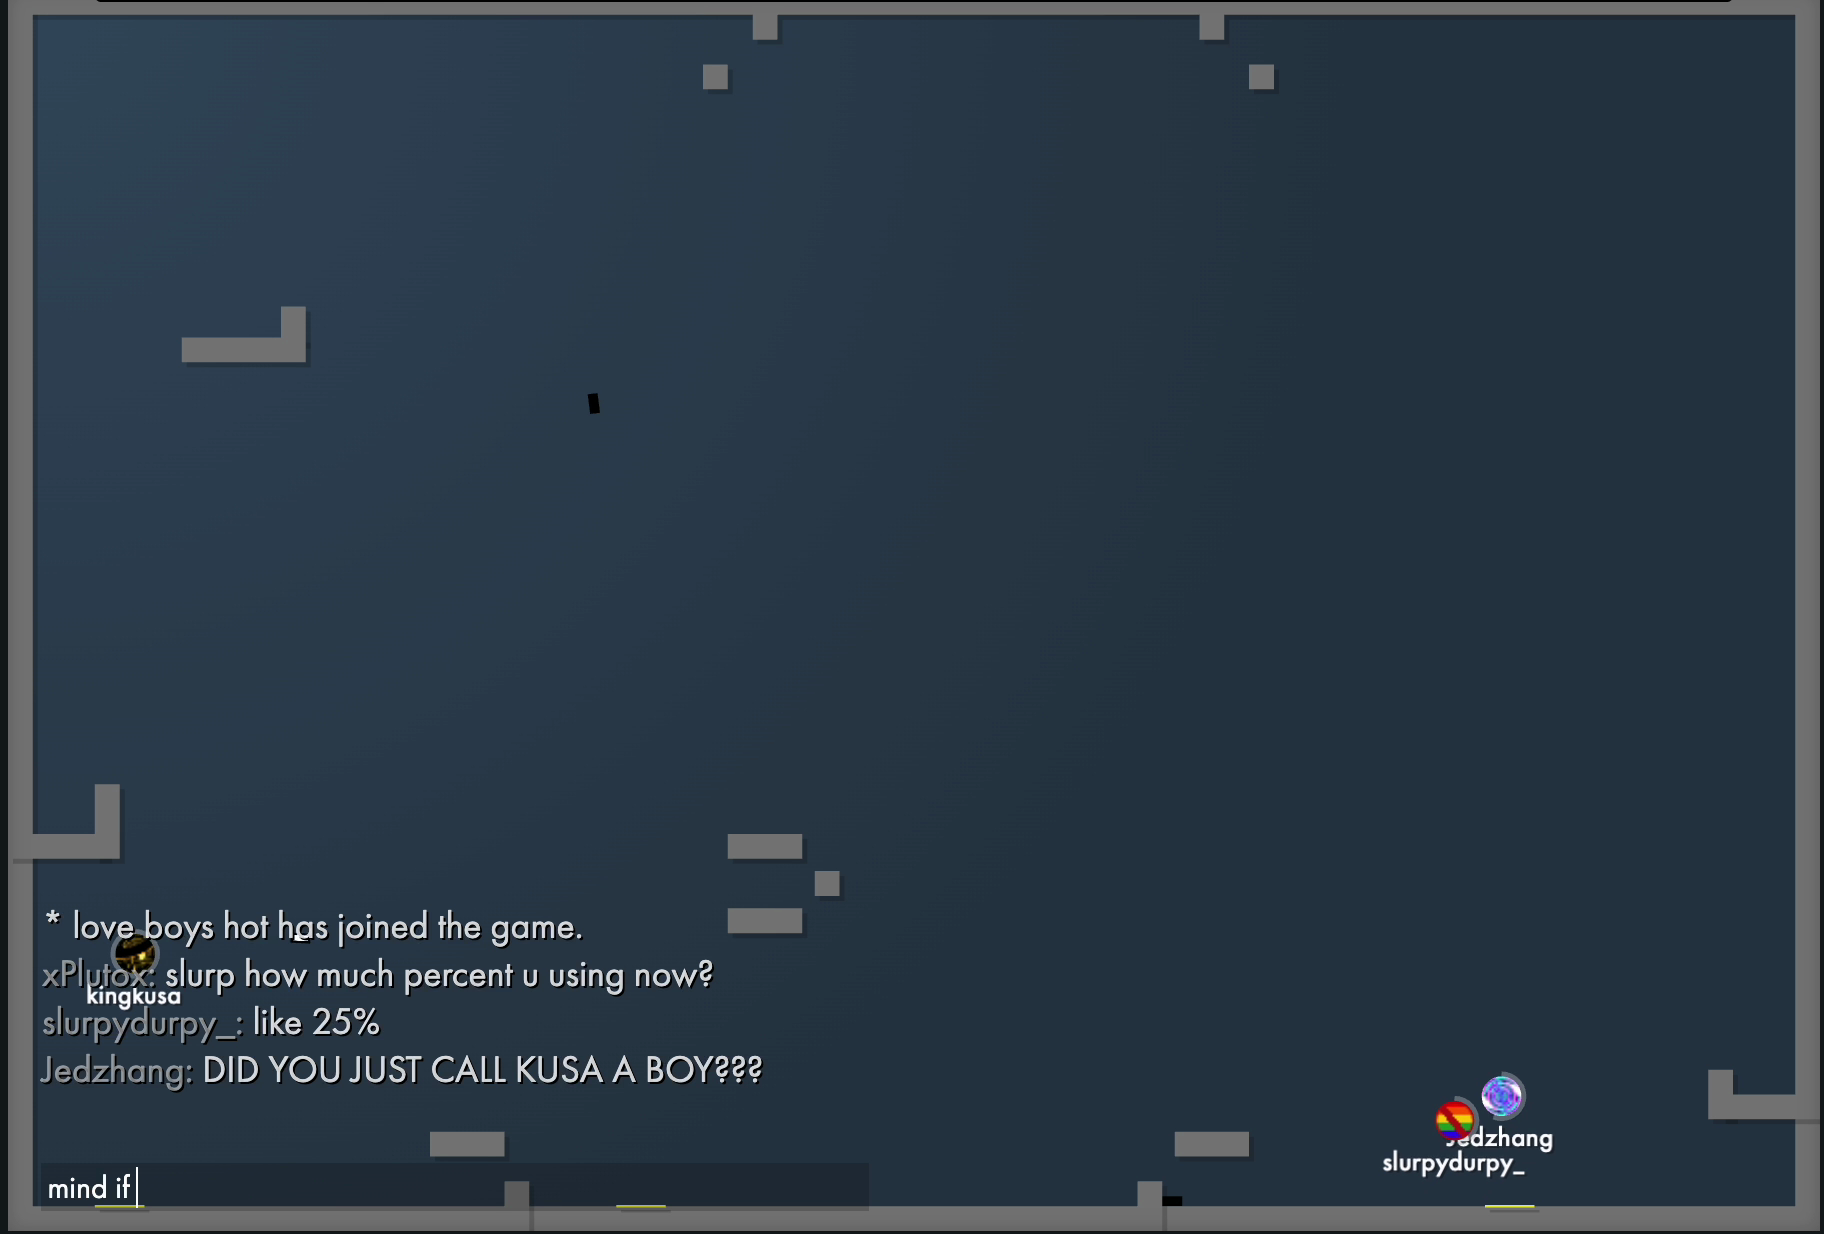 * love boys hot has joined the game.
xPlutox: slurp how much percent u using now?
kingkusa
slurpydurpy_: like 25%
Jedzhang: DID YOU JUST CALL KUSA A BOY???
Jedzhang
slurpydurpy_
mind if